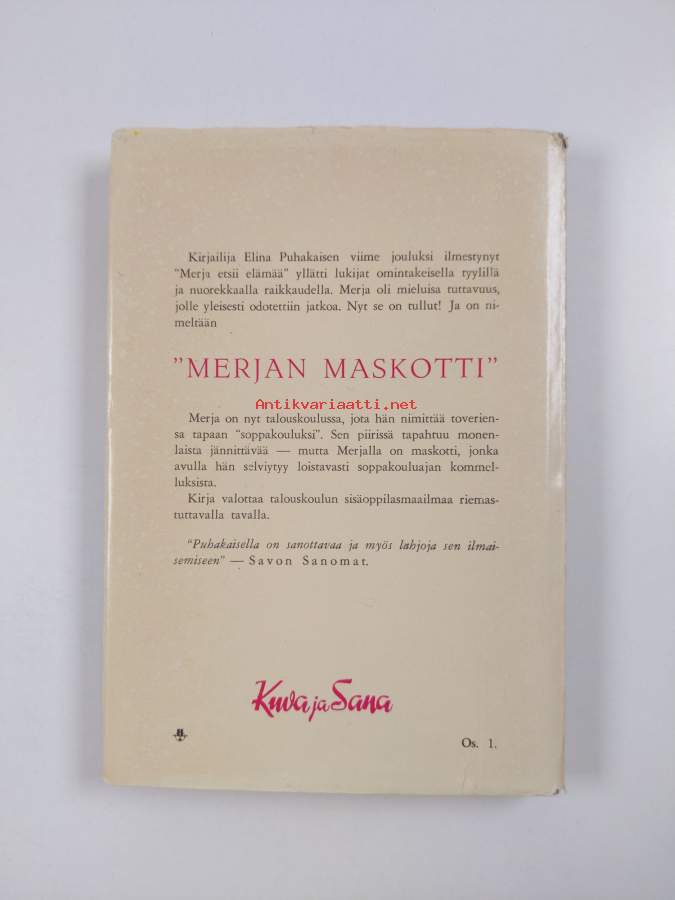 Kirjailija Elina Puhakaisen viime jouluksi ilmestynyt
"Merja etsii elämää" yllätti lukijat omintakeisella tyylillä
ja nuorekkaalla raikkaudella. Merja oli mieluisa tuttavuus,
jolle yleisesti odotettiin jatkoa. Nyt se on tullut! Ja on ni-
meltään
"MERJAN MASKOTTI"
Antikvariaatti.net
Merja on nyt talouskoulussa, jota hän nimittää toverien-
sa tapaan "soppakouluksi". Sen piirissä tapahtuu monen-
laista jännittävää — mutta Merjalla on maskotti, jonka
avulla hän selviytyy loistavasti soppakouluajan kommel-
luksista.
Kirja valottaa talouskoulun sisäoppilasmaailmaa riemas-
tuttavalla tavalla.
"Puhakaisella on sanottavaa ja myös lahjoja sen ilmai-
semiseen" — Savon Sanomat.
Kuva ja Sana
Os. 1.